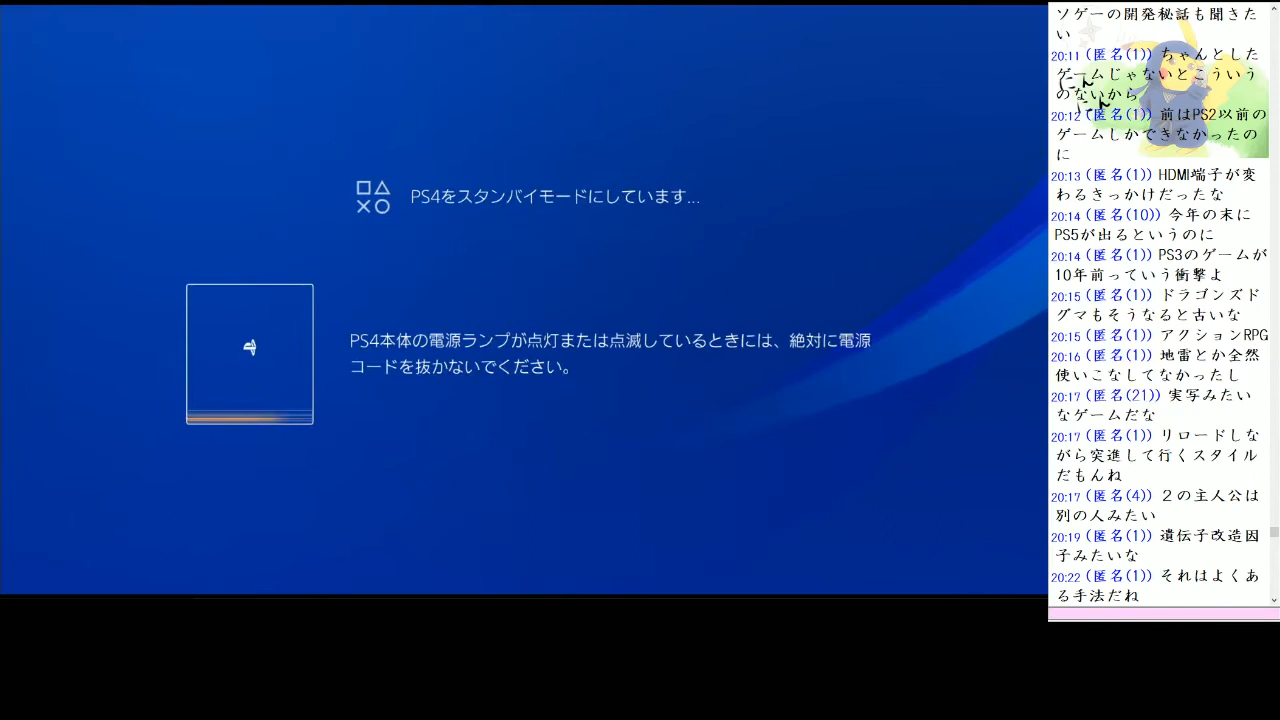 PS4をスタンバイモードにしています...
PS4本体の電源ランプが点灯または点滅しているときには、絶対に電源
コードを抜かないでください。
ソゲーの開発秘話も聞きた
い
20:11 (匿名(1)) ちゃんとした
ゲームじゃないとこういう
のないから
にん
にん
20:12 (匿名(1)) 前はPS2以前の
ゲームしかできなかったの
に
20:13 (匿名(1)) HDMI端子が変
わるきっかけだったな
20:14 (匿名(10)) 今年の末に
PS5が出るというのに
20:14 (匿名(1)) PS3のゲームが
10年前っていう衝撃よ
20:15 (匿名(1)) ドラゴンズド
グマもそうなると古いな
20:15 (匿名(1)) アクションRPG
20:16 (匿名(1)) 地雷とか全然
使いこなしてなかったし
20:17 (匿名(21)) 実写みたい
なゲームだな
20:17 (匿名(1)) リロードしな
がら突進して行くスタイル
だもんね
20:17 (匿名(4)) ２の主人公は
別の人みたい
20:19 (匿名(1)) 遺伝子改造因
子みたいな
20:22 (匿名(1)) それはよくあ
る手法だね